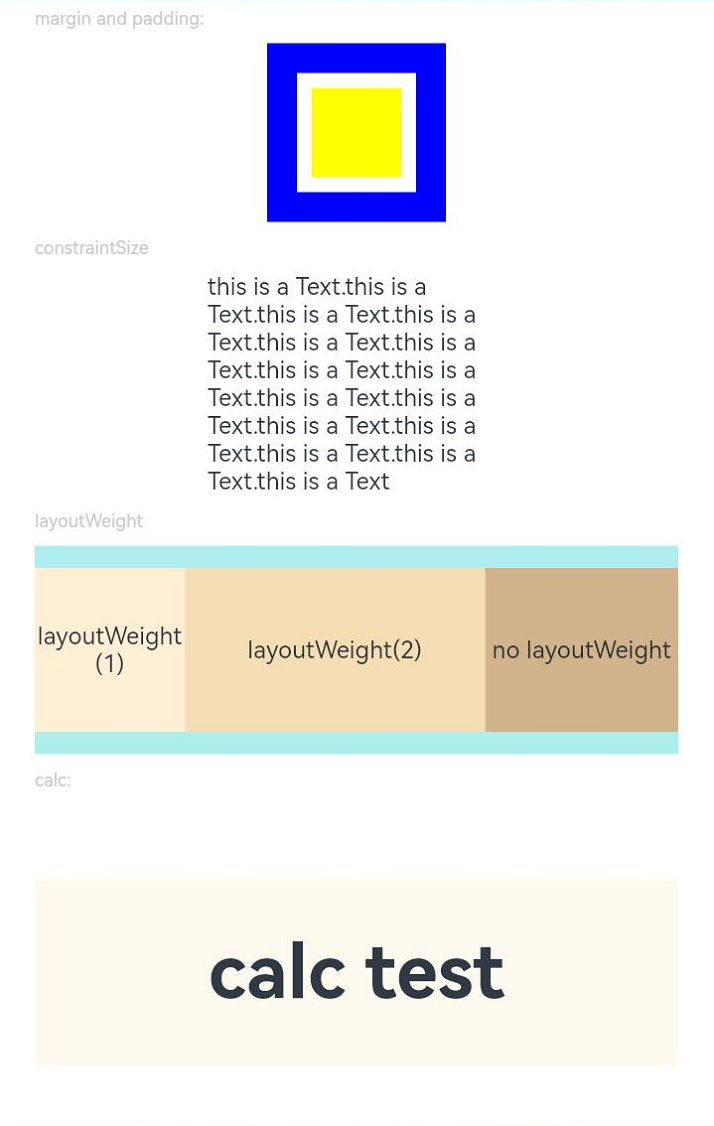 margin and padding:
constraintSize
this is a Text.this is a
Text.this is a Text.this is a
Text.this is a Text.this is a
Text.this is a Text.this is a
Text.this is a Text.this is a
Text.this is a Text.this is a
Text.this is a Text.this is a
Text.this is a Text
layoutWeight
layoutWeight
(1)
layoutWeight(2)
no layoutWeight
calc:
calc test